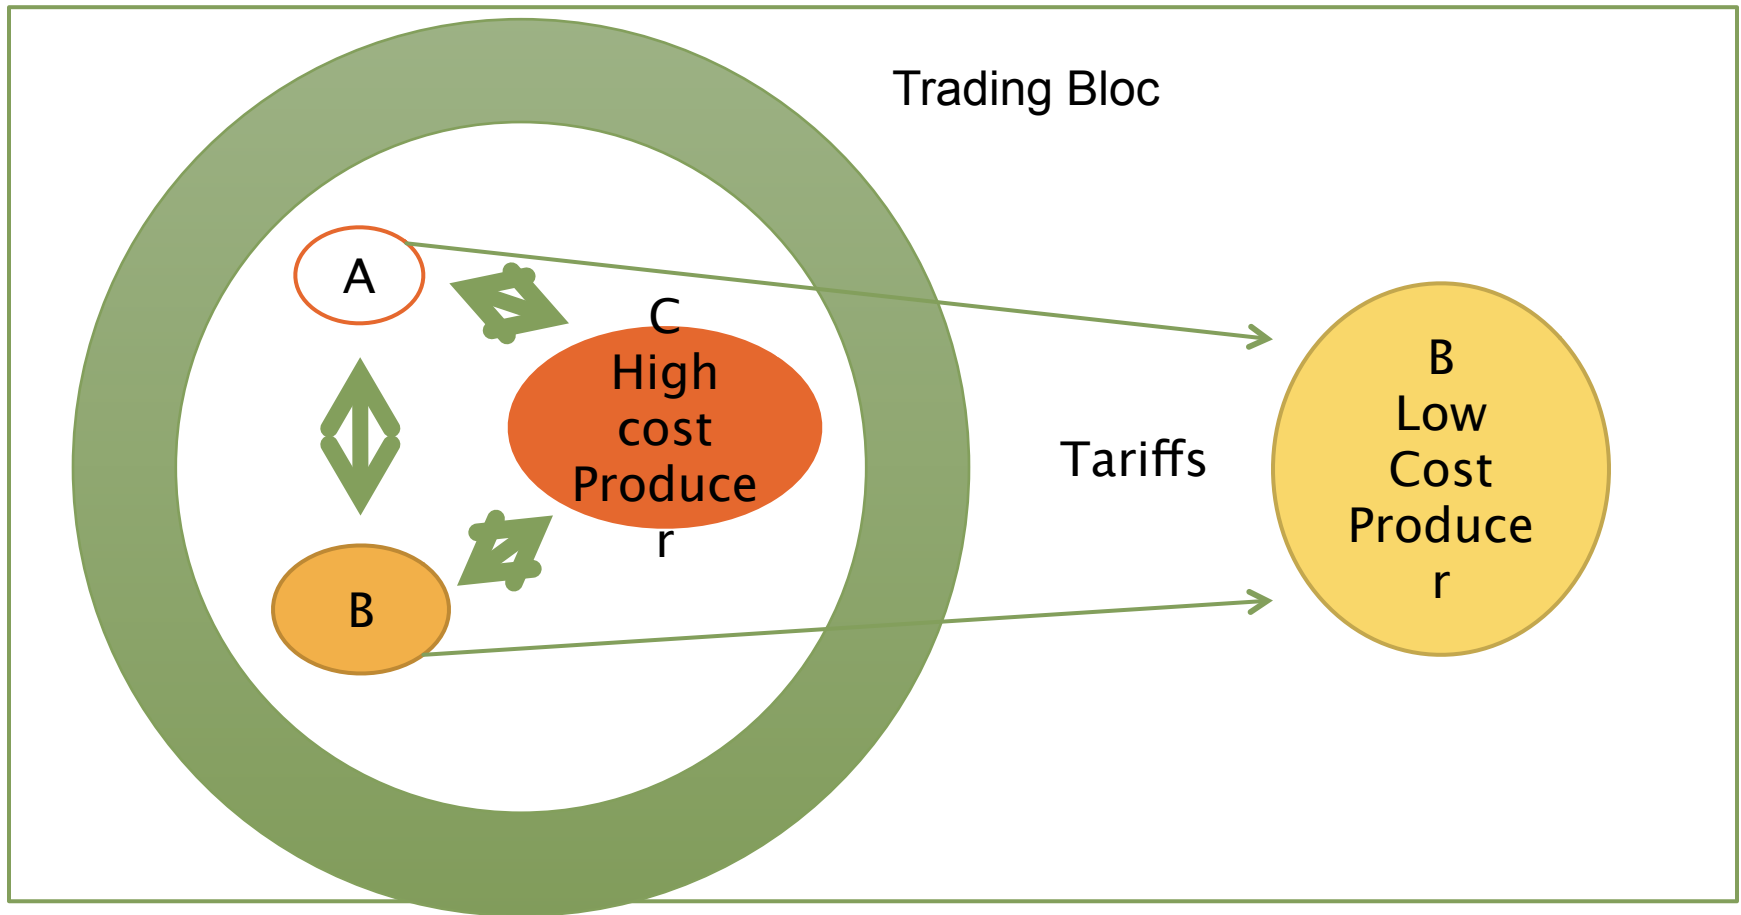 Trading Bloc
A
C
High
cost
Produce
r
B
Tariffs
B
Low
Cost
Produce
r